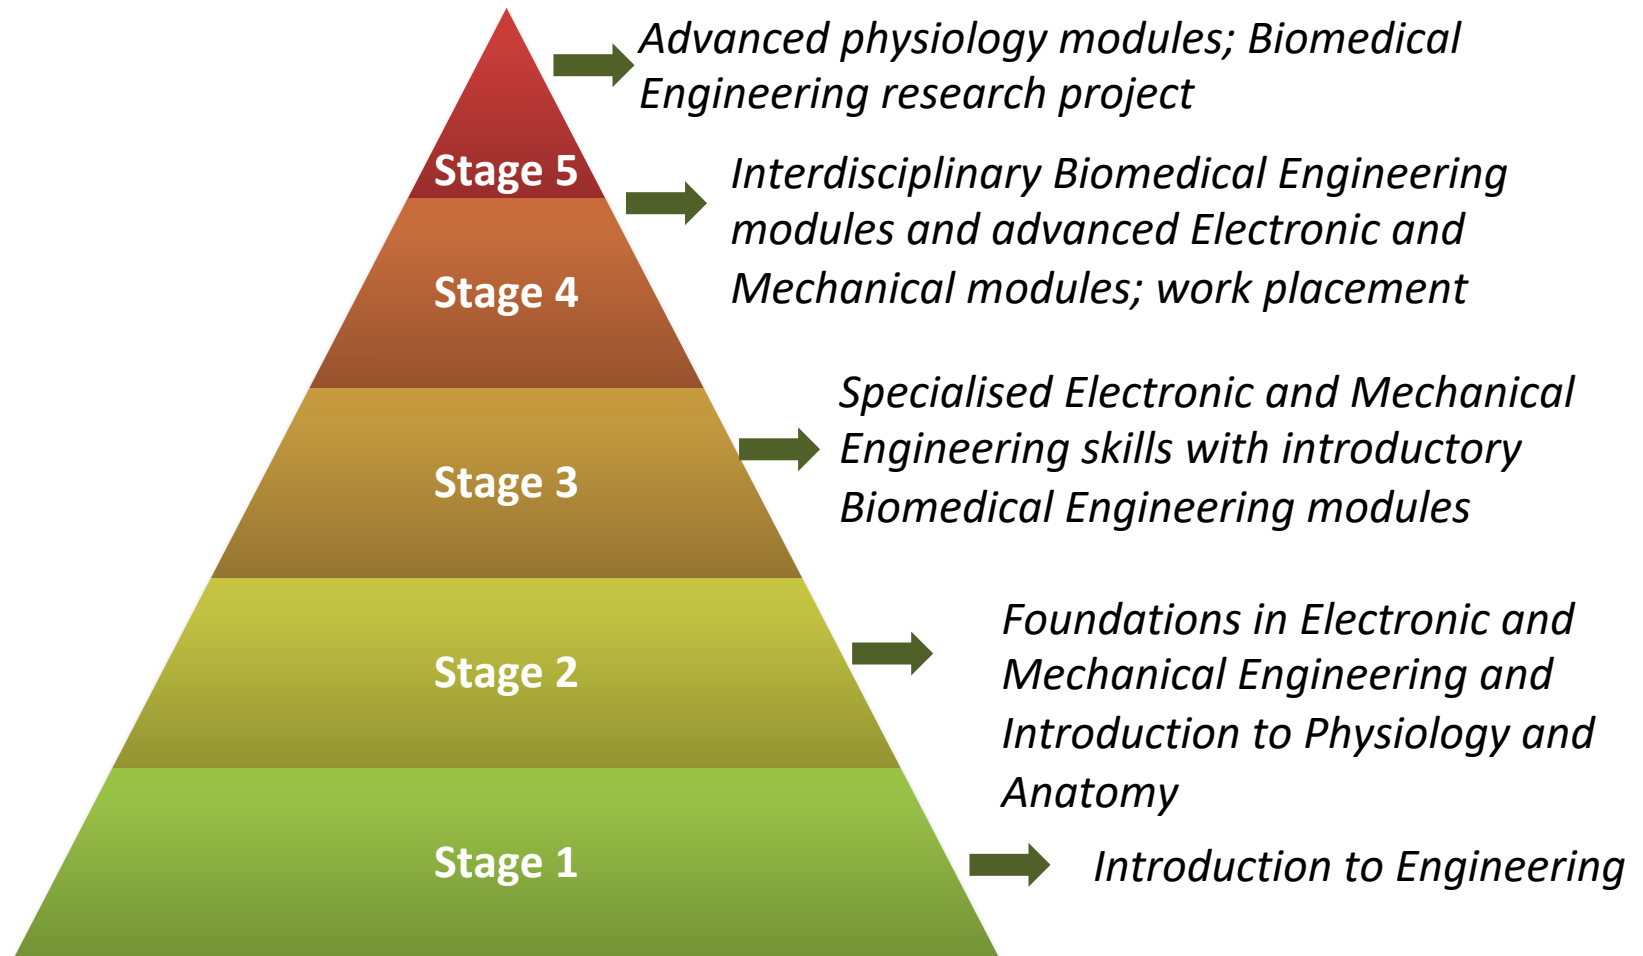 Advanced physiology modules; Biomedical
Engineering research project
Stage 5
Interdisciplinary Biomedical Engineering
modules and advanced Electronic and
Mechanical modules; work placement
Stage 4
Specialised Electronic and Mechanical
Engineering skills with introductory
Biomedical Engineering modules
Stage 3
Foundations in Electronic and
Mechanical Engineering and
Introduction to Physiology and
Anatomy
Stage 2
Introduction to Engineering
Stage 1